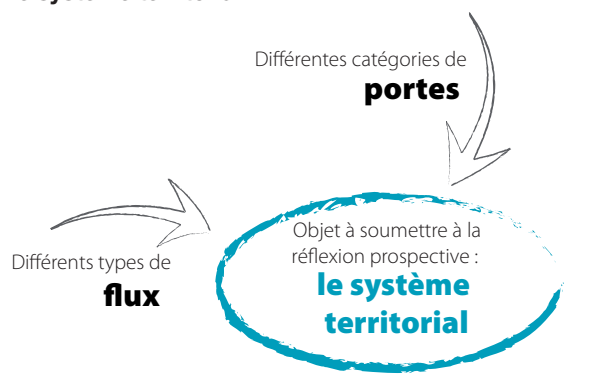 Différentes catégories de
portes
Objet à soumettre à la
réflexion prospective :
le système
territorial
Différents types de
flux